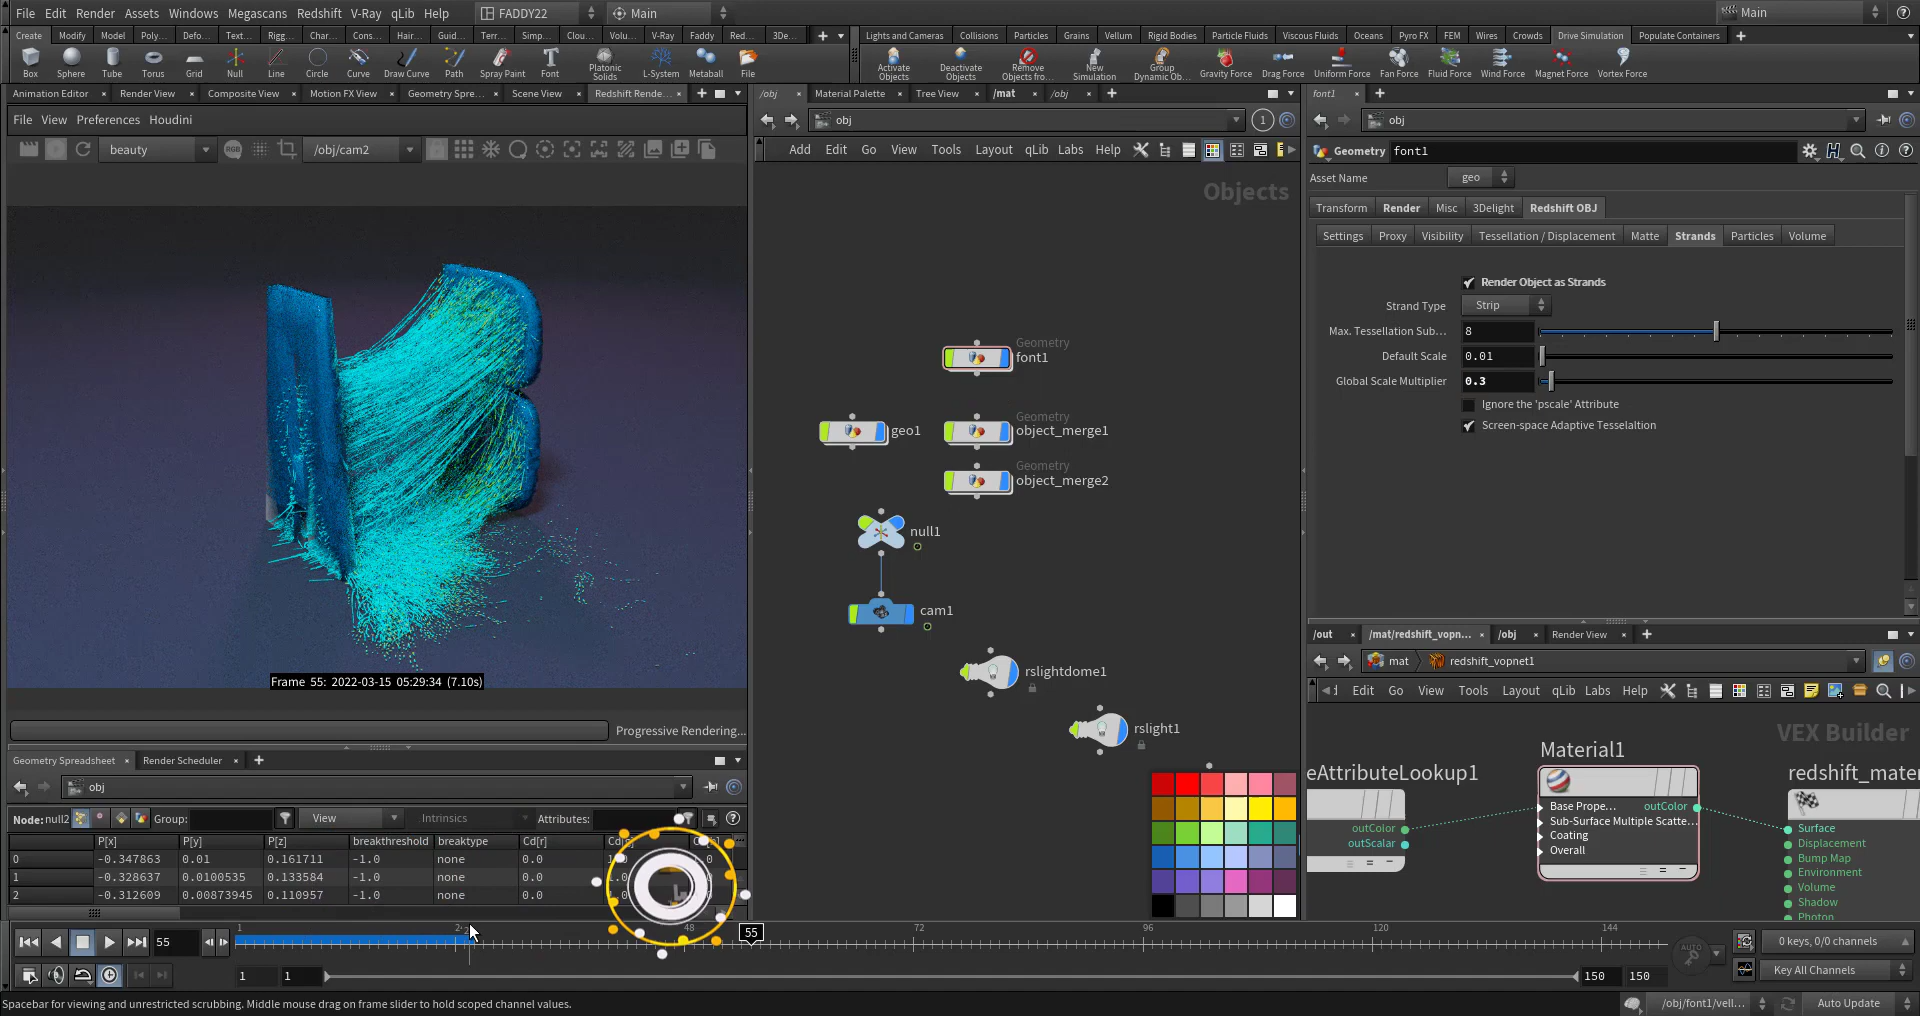 File Edit Render Assets Windows Megascans Redshift V-Ray qLib Help FADDY22 Main Main
Create Modify Model Poly... Defo... Text... Rigg... Char... Cons... Hair... Guid... Terr... Simp... Clou... Volu... V-Ray Faddy Red... 3De...
Lights and Cameras Collisions Particles Grains Vellum Rigid Bodies Particle Fluids Viscous Fluids Oceans Pyro FX FEM Wires Crowds Drive Simulation Populate Containers
Box Sphere Tube Torus Grid Null Line Circle Curve Draw Curve Path Spray Paint Font Platonic Solids L-System Metaball File
Activate Objects Deactivate Objects Remove Objects fro... New Simulation Group Dynamic Ob... Gravity Force Drag Force Uniform Force Fan Force Fluid Force Wind Force Magnet Force Vortex Force
Animation Editor Render View Composite View Motion FX View Geometry Spre... Scene View Redshift Rende...
/obj Material Palette Tree View /mat /obj
font1
File View Preferences Houdini
obj
1
obj
beauty
RGB
/obj/cam2
Add Edit Go View Tools Layout qLib Labs Help
Geometry font1
Asset Name geo
Objects
Transform Render Misc 3Delight Redshift OBJ
Settings Proxy Visibility Tessellation / Displacement Matte Strands Particles Volume
Render Object as Strands
Strand Type Strip
Max. Tessellation Sub... 8
Default Scale 0.01
Global Scale Multiplier 0.3
Ignore the 'pscale' Attribute
Screen-space Adaptive Tesselaltion
Geometry
font1
geo1
Geometry
object_merge1
Geometry
object_merge2
null1
cam1
rslightdome1
rslight1
Frame 55: 2022-03-15 05:29:34 (7.10s)
Progressive Rendering...
/out /mat/redshift_vopn... /obj Render View
mat redshift_vopnet1
Edit Go View Tools Layout qLib Labs Help
VEX Builder
Material1
eAttributeLookup1
redshift_mater
Base Prope... outColor
Sub-Surface Multiple Scatte...
Coating
Overall
outColor
outScalar
Surface
Displacement
Bump Map
Environment
Volume
Shadow
Photon
Geometry Spreadsheet Render Scheduler
obj
Node: null2 Group: View Intrinsics Attributes:
P[x] P[y] P[z] breakthreshold breaktype Cd[r]
0 -0.347863 0.01 0.161711 -1.0 none 0.0
1 -0.328637 0.0100535 0.133584 -1.0 none 0.0
2 -0.312609 0.00873945 0.110957 -1.0 none 0.0
55
1 48 55 72 96 120 144
AUTO
0 keys, 0/0 channels
1 1 150 150
Key All Channels
Spacebar for viewing and unrestricted scrubbing. Middle mouse drag on frame slider to hold scoped channel values.
/obj/font1/vell... Auto Update